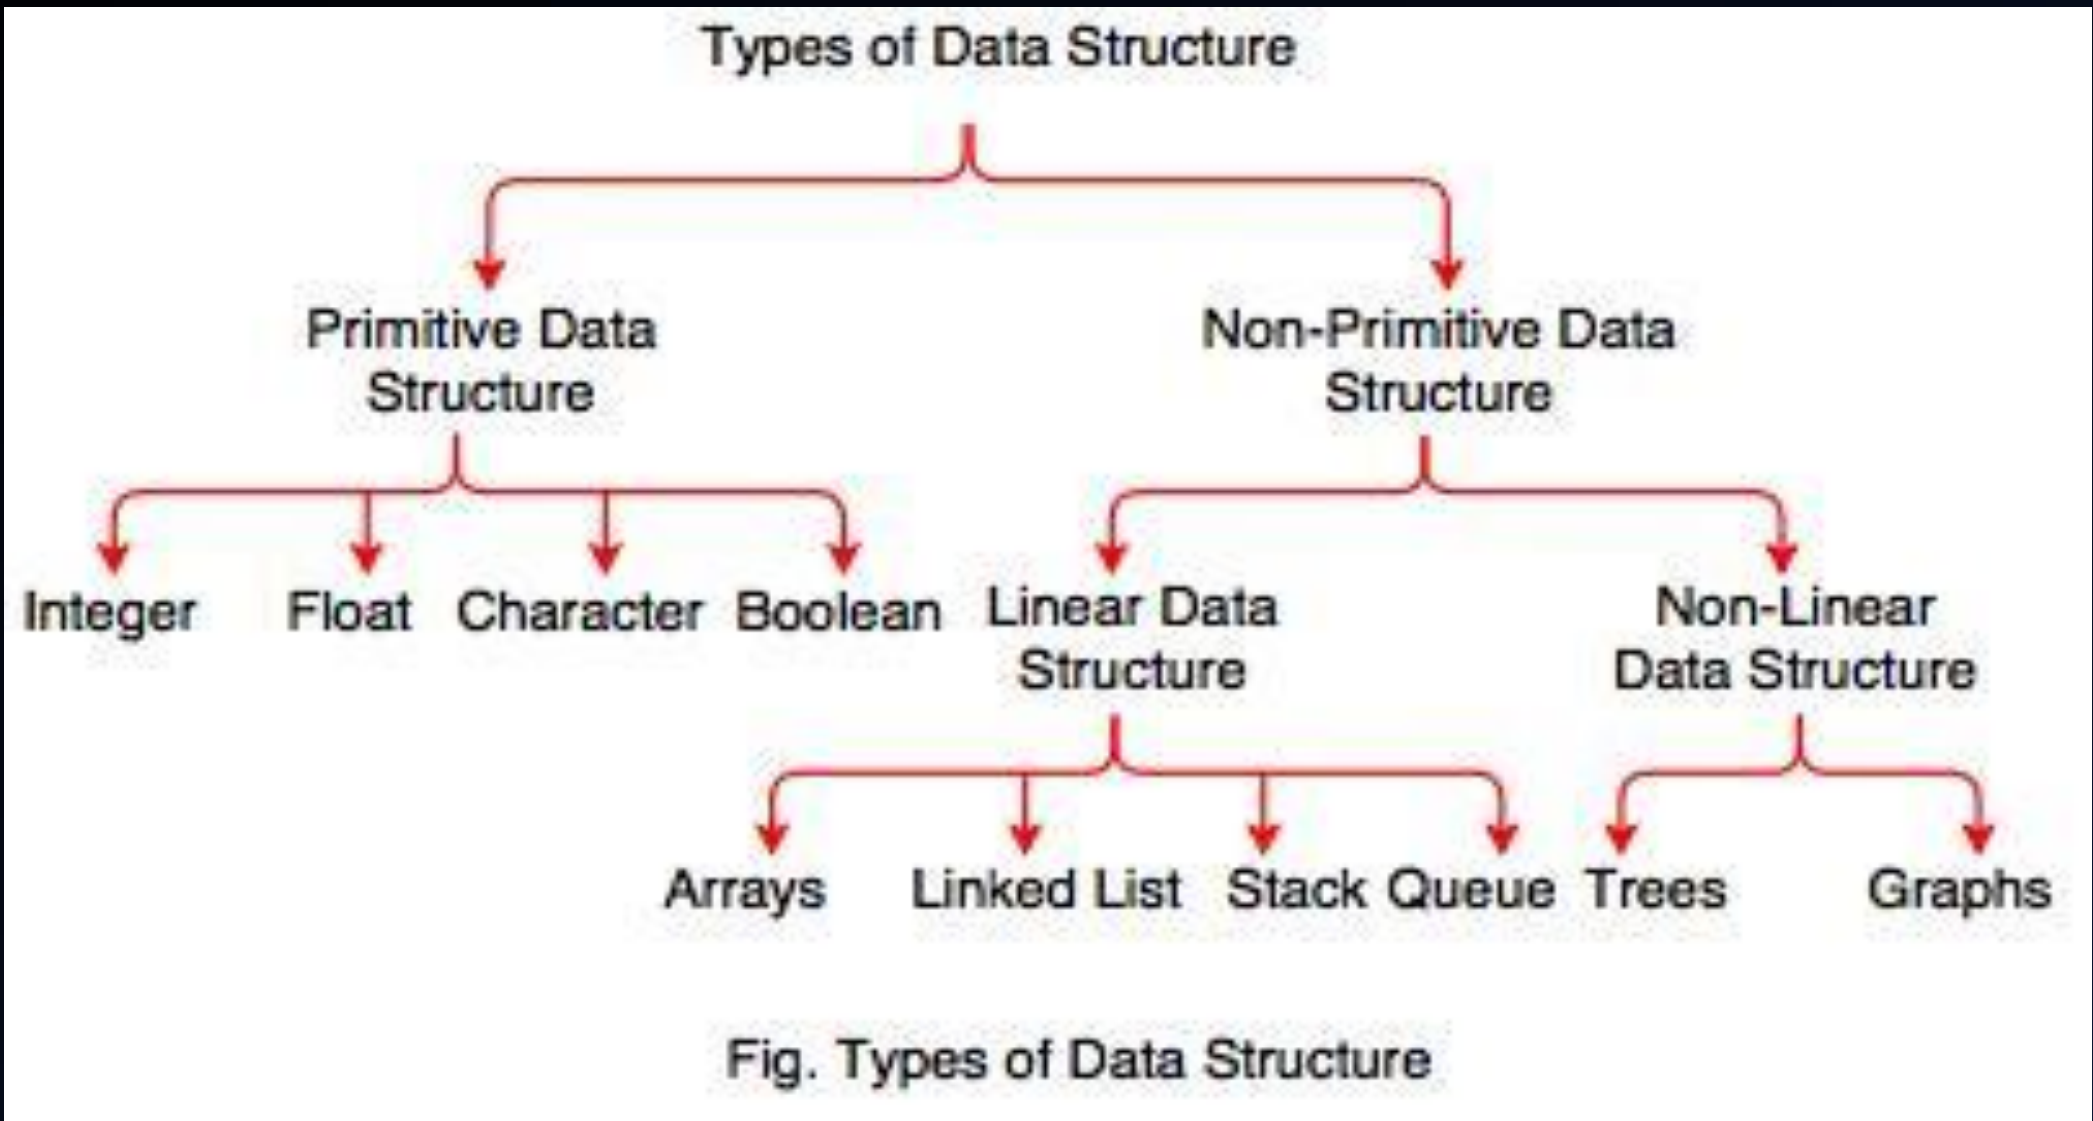 Types of Data Structure
Primitive Data
Structure
Non-Primitive Data
Structure
Integer
Float
Character
Boolean
Linear Data
Structure
Non-Linear
Data Structure
Arrays
Linked List
Stack
Queue
Trees
Graphs
Fig. Types of Data Structure